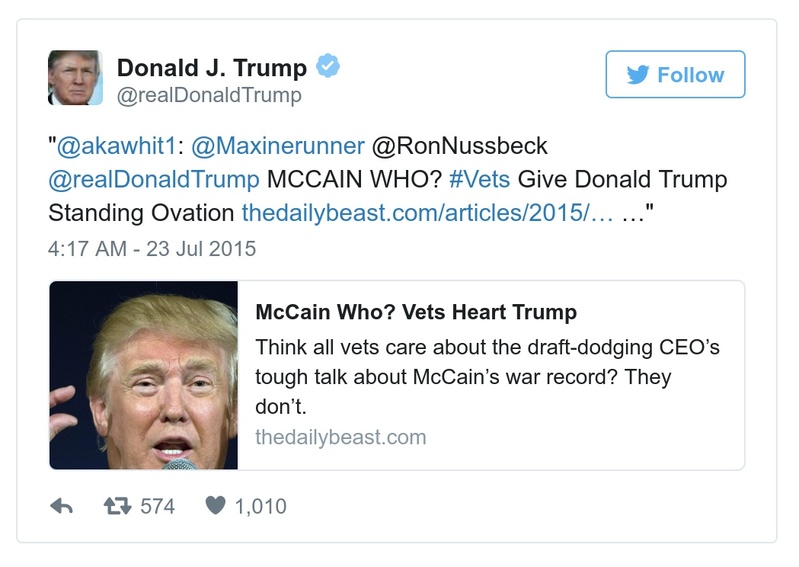 Donald J. Trump
@realDonaldTrump
Follow
"@akawhit1: @Maxinerunner @RonNussbeck
@realDonaldTrump MCCAIN WHO? #Vets Give Donald Trump
Standing Ovation thedailybeast.com/articles/2015/… …"
4:17 AM - 23 Jul 2015
McCain Who? Vets Heart Trump
Think all vets care about the draft-dodging CEO’s
tough talk about McCain’s war record? They
don’t.
thedailybeast.com
574 1,010